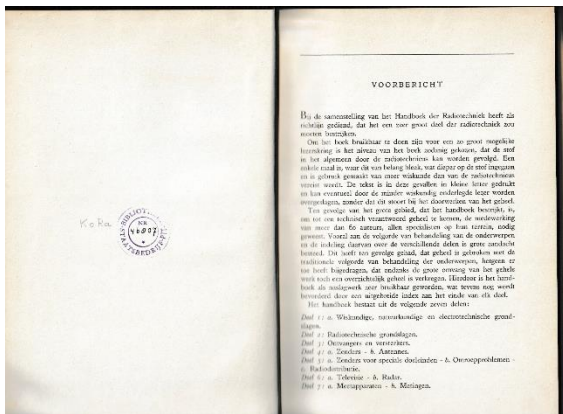 KoRa
BIBLIOTH
NR
STAATSBEDRIJF
VOORBERICHT
Bij de samenstelling van het Handboek der Radiotechniek heeft als
richtlijn gediend, dat het een zeer groot deel der radiotechniek zou
moeten bestrijken.
Om het boek bruikbaar te doen zijn voor een zo groot mogelijke
lezerskring is het niveau van het boek zodanig gekozen, dat de stof
in het algemeen door de radiotechniens kan worden gevolgd. Een
enkele maal is, waar dit van belang bleek, wat dieper op de stof ingegaan
en is gebruik gemaakt van meer wiskunde dan van de radiotechniens
vereist wordt. De tekst is in deze gevallen in kleine letter gedrukt
en kan eventueel door de minder wiskundig onderlegde lezer worden
overgeslagen, zonder dat dit stoort bij het doorwerken van het geheel.
Ten gevolge van het grote gebied, dat het handboek bestrijkt, is,
om tot een technisch verantwoord geheel te komen, de medewerking
van meer dan 60 auteurs, allen specialisten op hun terrein, nodig
geweest. Vooral aan de volgorde van behandeling van de onderwerpen
en de indeling daarvan over de verschillende delen is grote aandacht
besteed. Dit heeft ten gevolge gehad, dat geheel is gebroken met de
traditionele volgorde van behandeling der onderwerpen, hetgeen er
toe heeft bijgedragen, dat ondanks de grote omvang van het gehele
werk toch een overzichtelijk geheel is verkregen. Hierdoor is het hand-
boek als naslagwerk zeer bruikbaar geworden, wat tevens nog wordt
bevorderd door een uitgebreide index aan het einde van elk deel.
Het handboek bestaat uit de volgende zeven delen:
Deel 1: a. Wiskundige, natuurkundige en electrotechnische grond-
slagen.
Deel 2: Radiotechnische grondslagen.
Deel 3: Ontvangers en versterkers.
Deel 4: a. Zenders - b. Antennes.
Deel 5: a. Zenders voor speciale doeleinden - b. Omroepproblemen -
c. Radiodistributie.
Deel 6: a. Televisie - b. Radar.
Deel 7: a. Meetapparaten - b. Metingen.